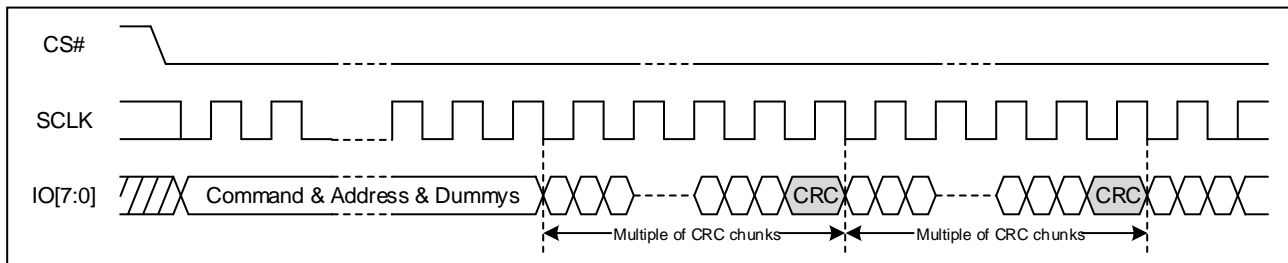 CS#
SCLK
IO[7:0]
Command & Address & Dummys
CRC
CRC
Multiple of CRC chunks
Multiple of CRC chunks